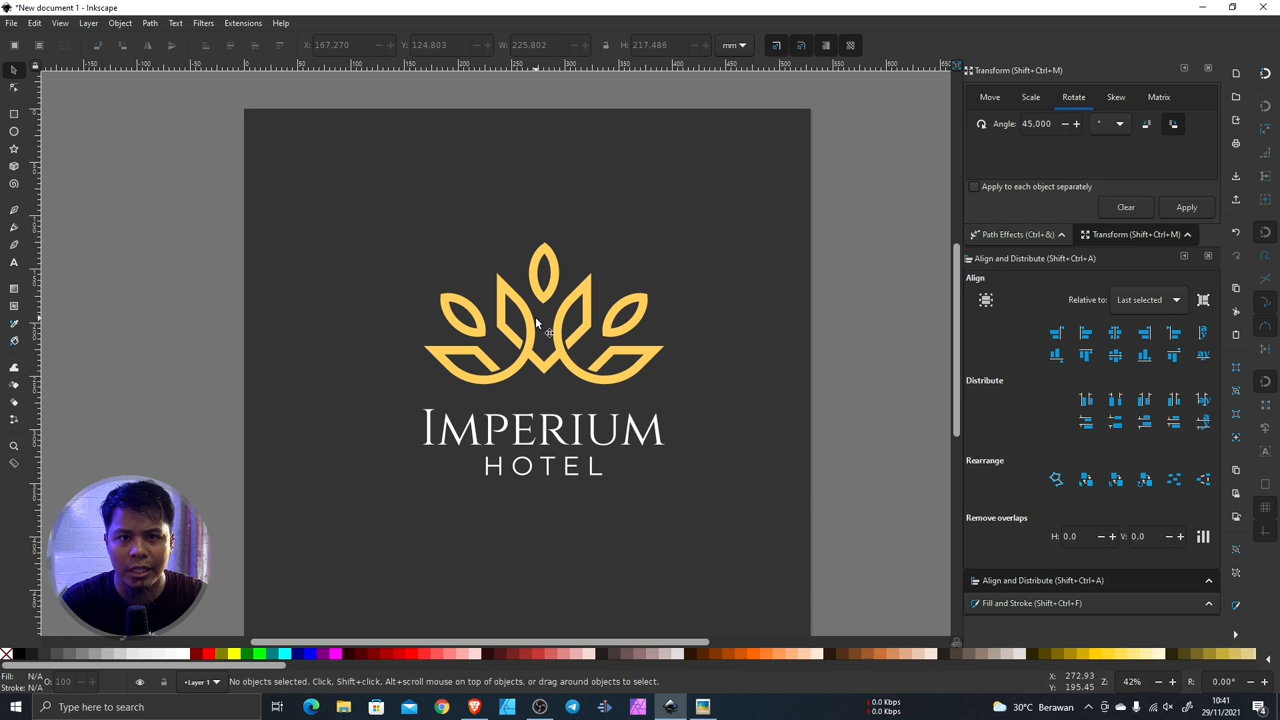 *New document 1 - Inkscape
File Edit View Layer Object Path Text Filters Extensions Help
X: 167,270 Y: 124,803 W: 225,802 H: 217,486 mm
Transform (Shift+Ctrl+M)
Move Scale Rotate Skew Matrix
Angle: 45,000 °
Apply to each object separately
Clear Apply
Path Effects (Ctrl+&) Transform (Shift+Ctrl+M)
Align and Distribute (Shift+Ctrl+A)
Align
Relative to: Last selected
Distribute
Rearrange
Remove overlaps
H: 0.0 V: 0.0
Align and Distribute (Shift+Ctrl+A)
Fill and Stroke (Shift+Ctrl+F)
IMPERIUM
HOTEL
Fill: N/A
Stroke: N/A
O: 100
Layer 1
No objects selected. Click, Shift+click, Alt+scroll mouse on top of objects, or drag around objects to select.
X: 272,93
Y: 195,45
Z: 42%
R: 0,00°
Type here to search
0.0 Kbps
0.0 Kbps
30°C Berawan
10:41
29/11/2021